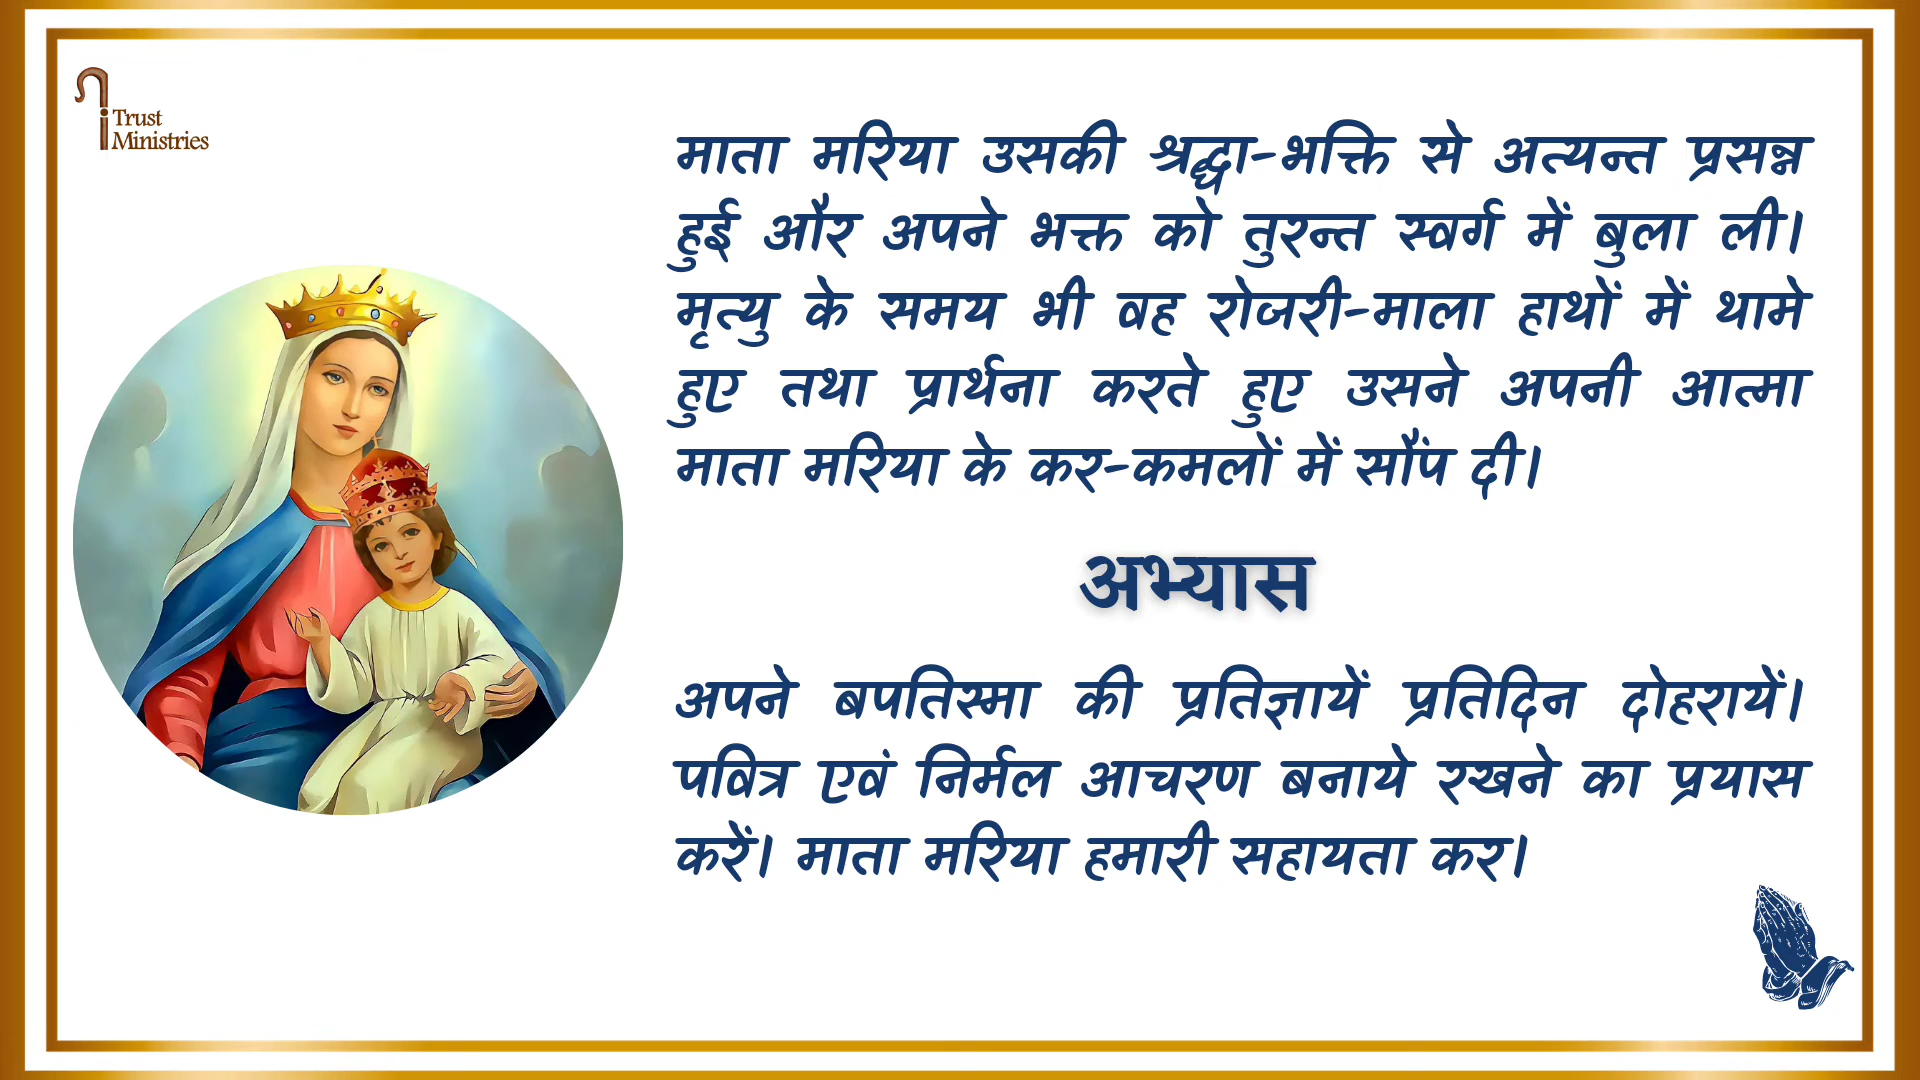 Trust
Ministries
माता मरिया उसकी श्रद्धा-भक्ति से अत्यन्त प्रसन्न
हुई और अपने भक्त को तुरन्त स्वर्ग में बुला ली।
मृत्यु के समय भी वह रोजरी-माला हाथों में थामे
हुए तथा प्रार्थना करते हुए उसने अपनी आत्मा
माता मरिया के कर-कमलों में सौंप दी।
अभ्यास
अपने बपतिस्मा की प्रतिज्ञायें प्रतिदिन दोहरायें।
पवित्र एवं निर्मल आचरण बनाये रखने का प्रयास
करें। माता मरिया हमारी सहायता कर।